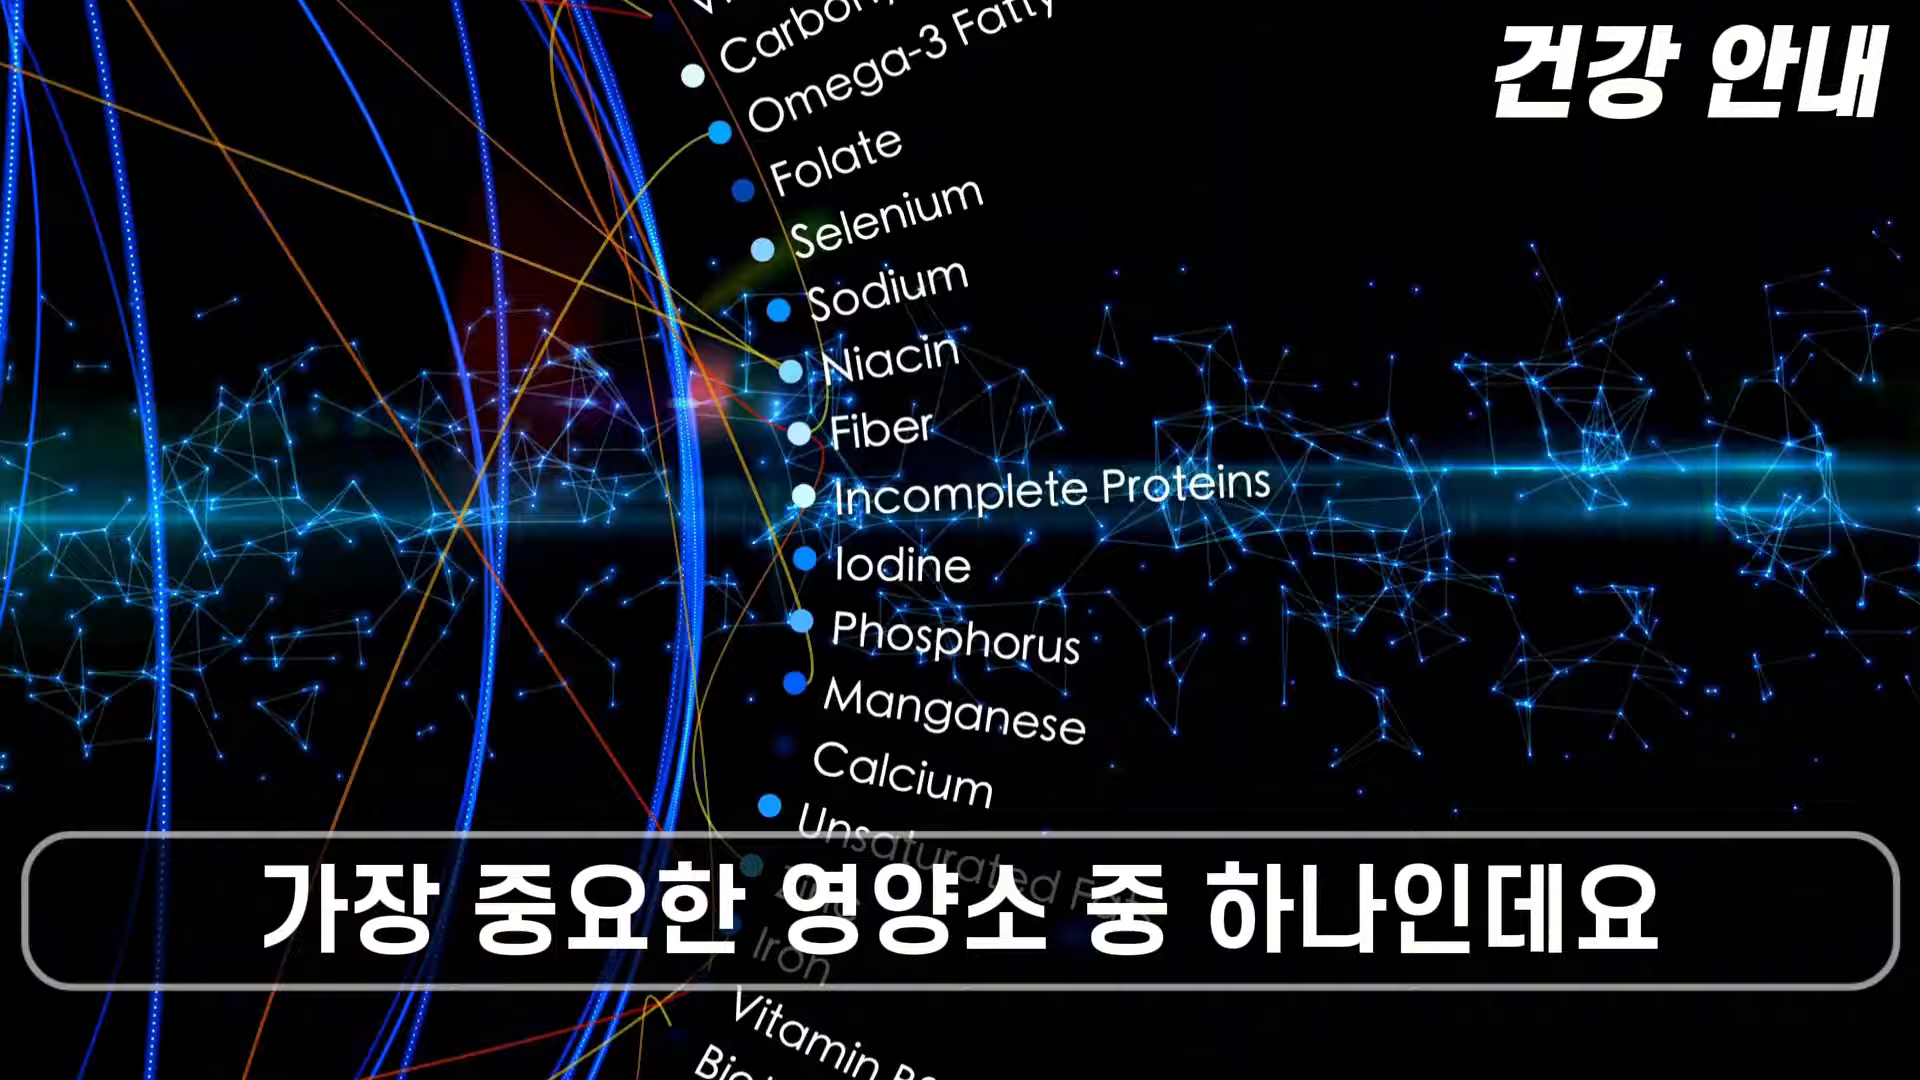 건강 안내
Omega-3 Fatty
Folate
Selenium
Sodium
Niacin
Fiber
Incomplete Proteins
Iodine
Phosphorus
Manganese
Calcium
Unsaturated
Zinc
Iron
Vitamin
가장 중요한 영양소 중 하나인데요